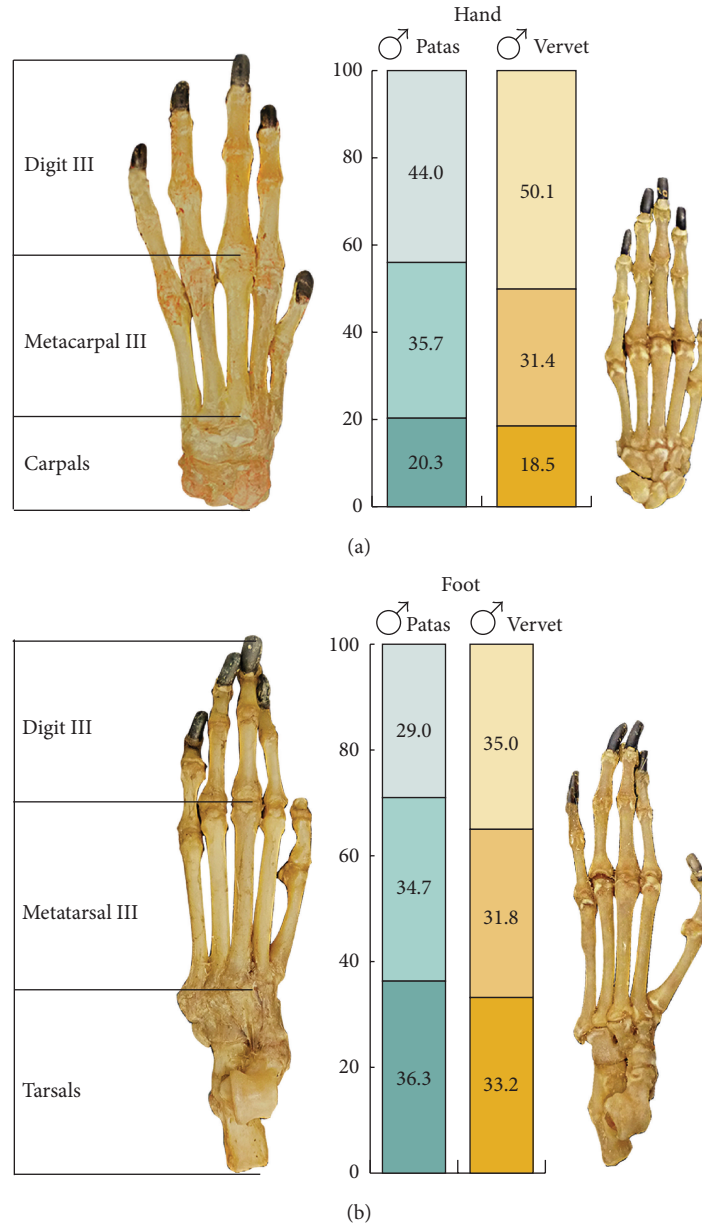 Hand
♂ Patas ♂ Vervet
100
80
60
40
20
0
Digit III
Metacarpal III
Carpals
44.0
35.7
20.3
50.1
31.4
18.5
(a)
Foot
♂ Patas ♂ Vervet
100
80
60
40
20
0
Digit III
Metatarsal III
Tarsals
29.0
34.7
36.3
35.0
31.8
33.2
(b)